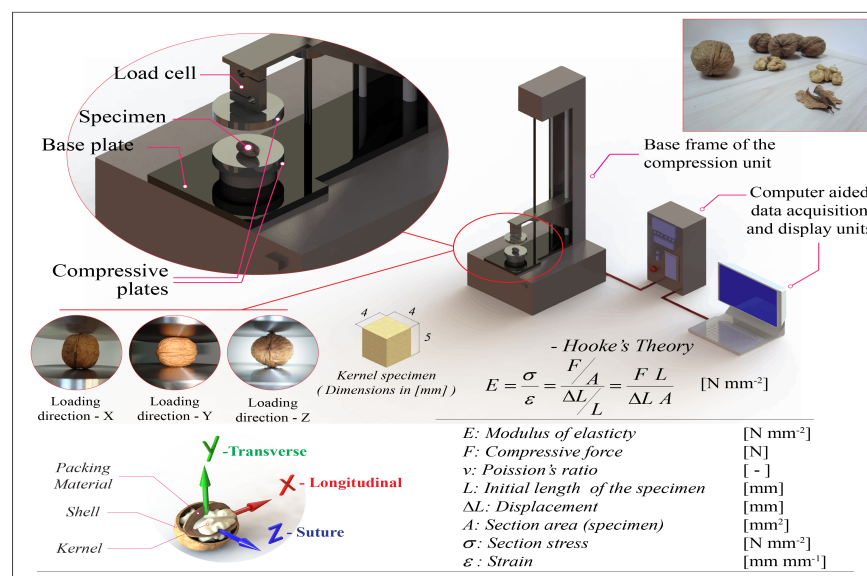 Load cell
Specimen
Base plate
Compressive
plates
Base frame of the
compression unit
Computer aided
data acquisition
and display units
Loading
direction - X
Loading
direction - Y
Loading
direction - Z
4
4
5
Kernel specimen
( Dimensions in [mm] )
- Hooke's Theory
E = σ/ε = (F/A)/(ΔL/L) = (F L)/(ΔL A) [N mm⁻²]
Y -Transverse
X - Longitudinal
Z - Suture
Packing
Material
Shell
Kernel
E: Modulus of elasticty [N mm⁻²]
F: Compressive force [N]
ν: Poission's ratio [ - ]
L: Initial length of the specimen [mm]
ΔL: Displacement [mm]
A: Section area (specimen) [mm²]
σ: Section stress [N mm⁻²]
ε : Strain [mm mm⁻¹]